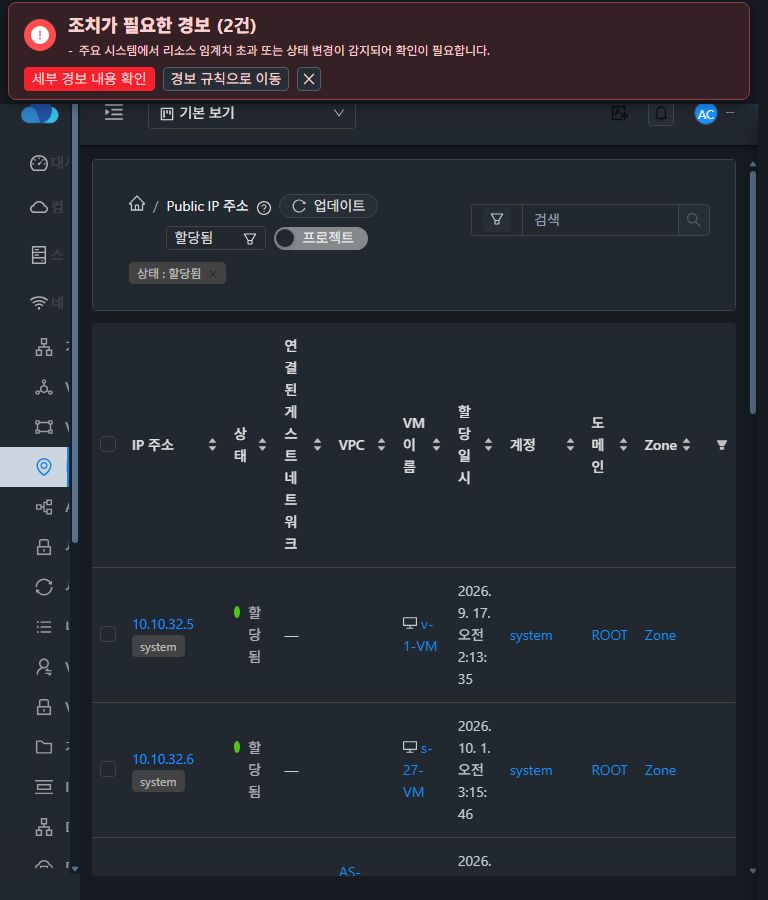 조치가 필요한 경보 (2건)
- 주요 시스템에서 리소스 임계치 초과 또는 상태 변경이 감지되어 확인이 필요합니다.
세부 경보 내용 확인
경보 규칙으로 이동
기본 보기
AC
/ Public IP 주소
업데이트
할당됨
프로젝트
검색
상태 : 할당됨
IP 주소
상태
연결된 게스트 네트워크
VPC
VM 이름
할당일시
계정
도메인
Zone
10.10.32.5
system
할당됨
—
v-1-VM
2026. 9. 17. 오전 2:13:35
system
ROOT
Zone
10.10.32.6
system
할당됨
—
s-27-VM
2026. 10. 1. 오전 3:15:46
system
ROOT
Zone
AS-
2026.